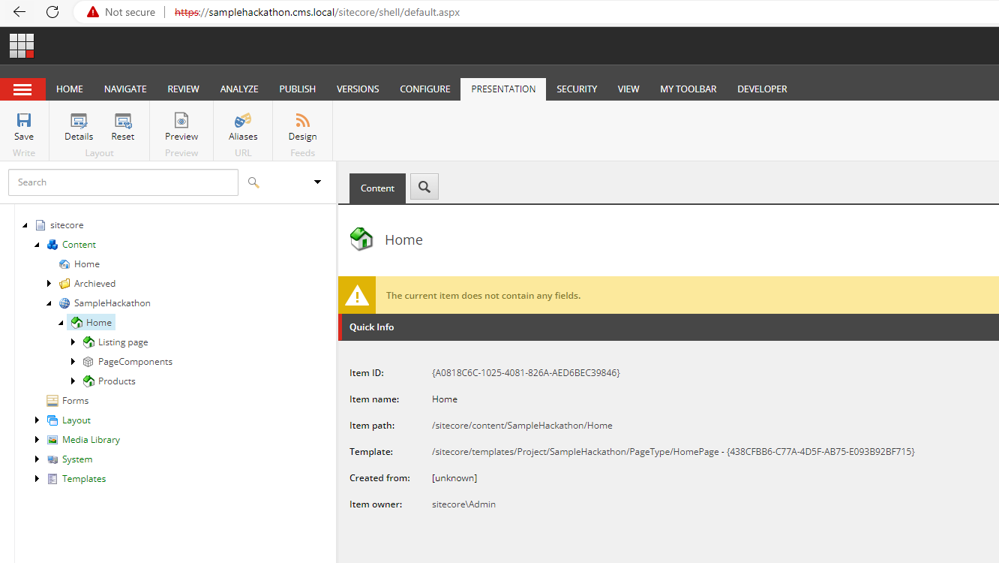 Not secure https://samplehackathon.cms.local/sitecore/shell/default.aspx
HOME NAVIGATE REVIEW ANALYZE PUBLISH VERSIONS CONFIGURE PRESENTATION SECURITY VIEW MY TOOLBAR DEVELOPER
Save Details Reset Preview Aliases Design
Write Layout Preview URL Feeds
Search
Content
sitecore
Content
Home
Archieved
SampleHackathon
Home
Listing page
PageComponents
Products
Forms
Layout
Media Library
System
Templates
Home
The current item does not contain any fields.
Quick Info
Item ID: {A0818C6C-1025-4081-826A-AED6BEC39846}
Item name: Home
Item path: /sitecore/content/SampleHackathon/Home
Template: /sitecore/templates/Project/SampleHackathon/PageType/HomePage - {438CFBB6-C77A-4D5F-AB75-E093B92BF715}
Created from: [unknown]
Item owner: sitecore\Admin